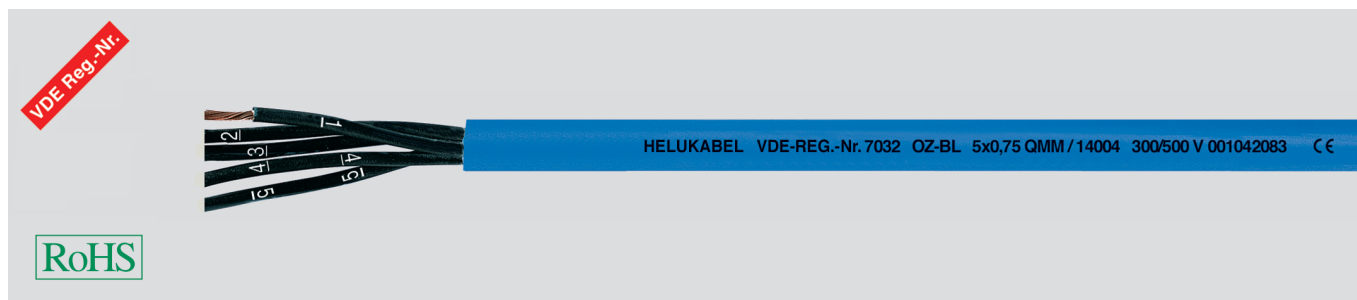 VDE Reg.-Nr.
1
2
3
4
4
5
5
HELUKABEL VDE-REG.-Nr. 7032 OZ-BL 5x0,75 QMM / 14004 300/500 V 001042083 CE
RoHS